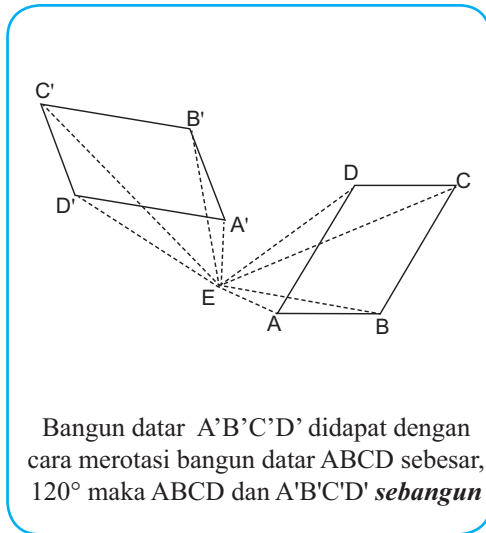 C'
B'
D'
A'
D
C
E
A
B
Bangun datar A’B’C’D’ didapat dengan
cara merotasi bangun datar ABCD sebesar,
120° maka ABCD dan A'B'C'D' sebangun